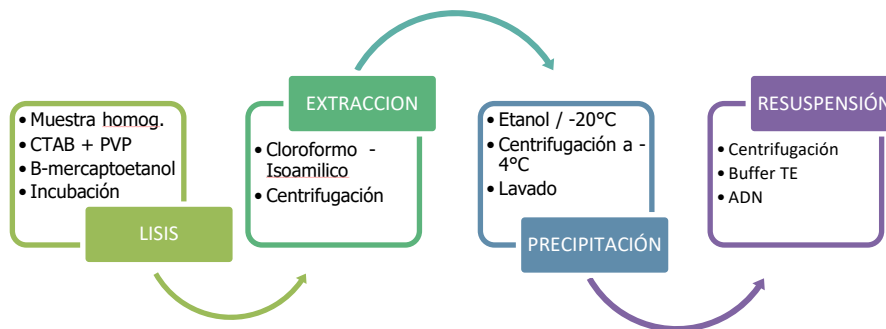 • Muestra homog.
• CTAB + PVP
• B-mercaptoetanol
• Incubación
LISIS
EXTRACCION
• Cloroformo -
Isoamilico
• Centrifugación
• Etanol / -20°C
• Centrifugación a -
4°C
• Lavado
PRECIPITACIÓN
RESUSPENSIÓN
• Centrifugación
• Buffer TE
• ADN